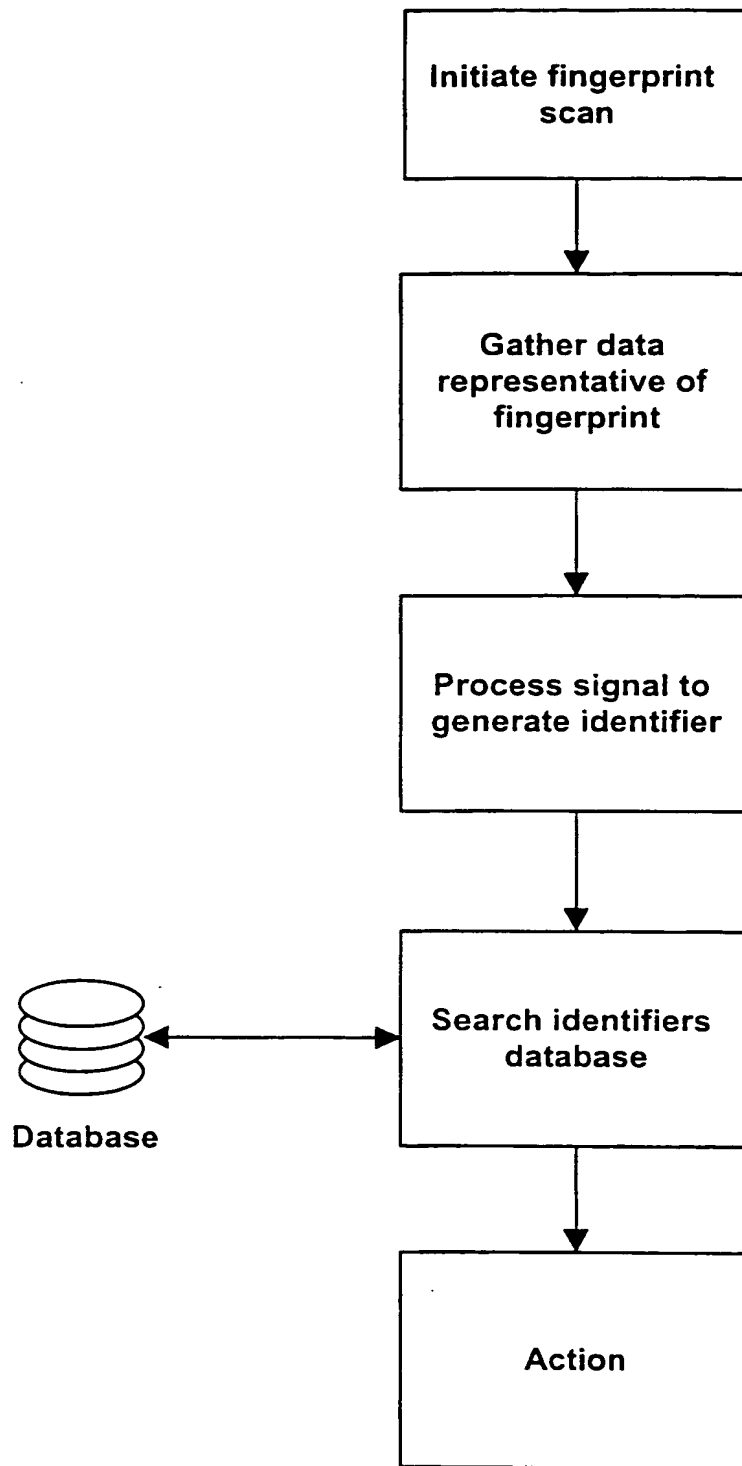 Initiate fingerprint
scan
Gather data
representative of
fingerprint
Process signal to
generate identifier
Search identifiers
database
Database
Action